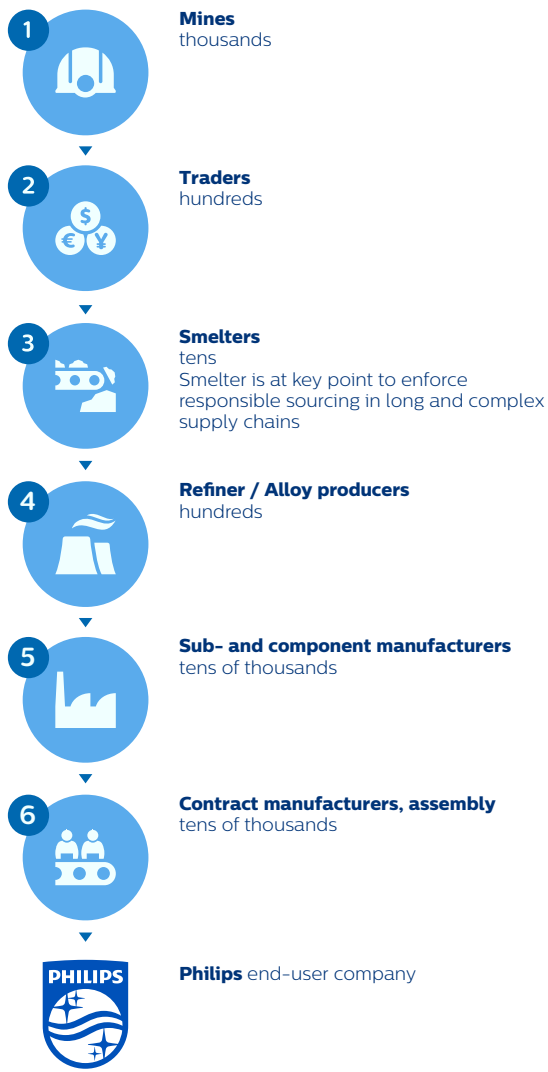 1
Mines
thousands
2
Traders
hundreds
$
€ ¥
3
Smelters
tens
Smelter is at key point to enforce
responsible sourcing in long and complex
supply chains
4
Refiner / Alloy producers
hundreds
5
Sub- and component manufacturers
tens of thousands
6
Contract manufacturers, assembly
tens of thousands
PHILIPS
Philips end-user company